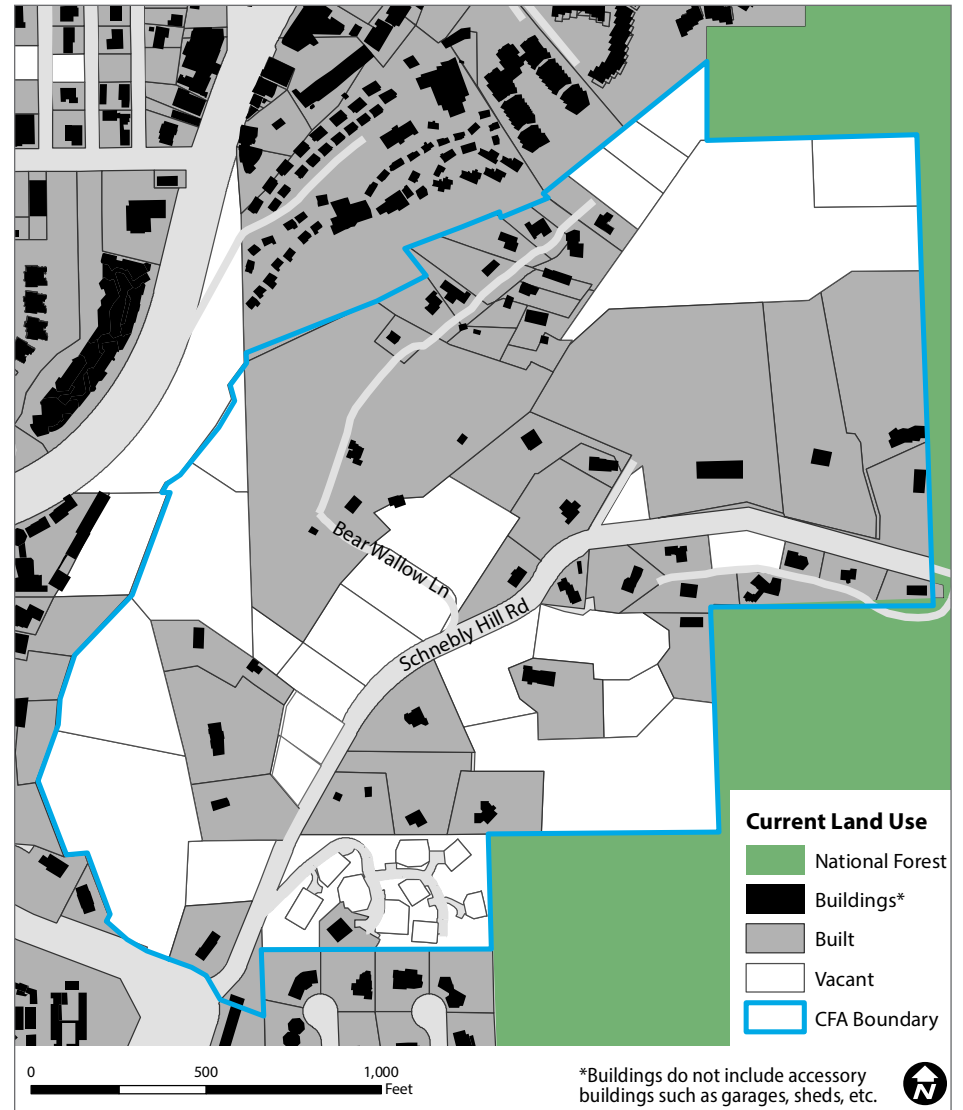 Bear Wallow Ln
Schnebly Hill Rd
Current Land Use
National Forest
Buildings*
Built
Vacant
CFA Boundary
0 500 1,000
Feet
*Buildings do not include accessory
buildings such as garages, sheds, etc.
N